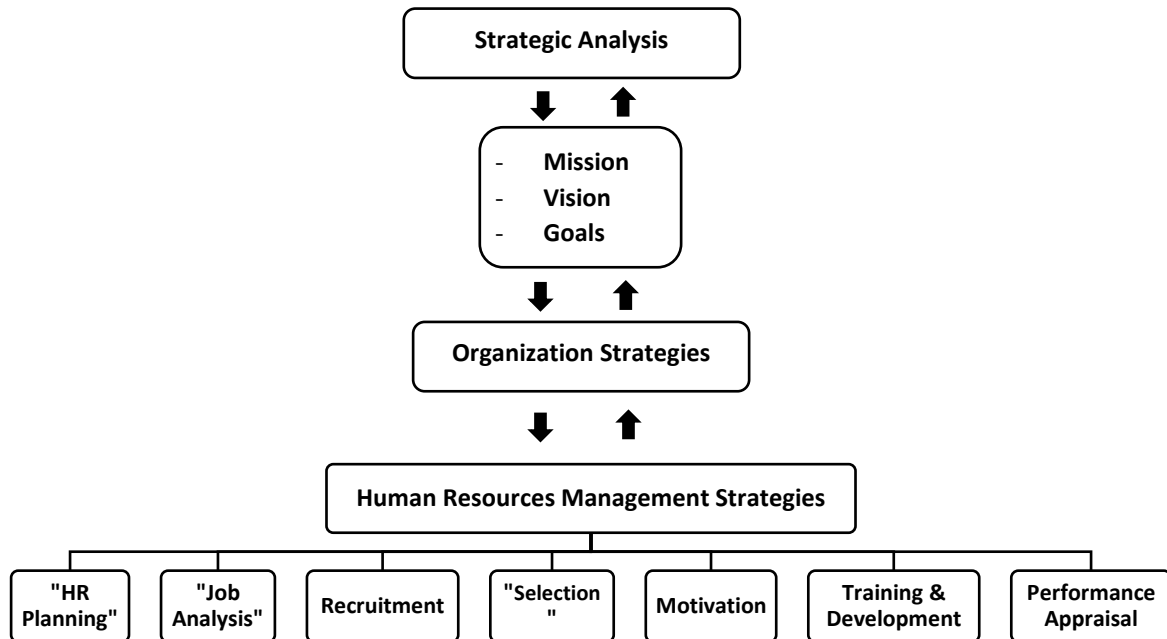 Strategic Analysis
- Mission
- Vision
- Goals
Organization Strategies
Human Resources Management Strategies
"HR
Planning"
"Job
Analysis"
Recruitment
"Selection
"
Motivation
Training &
Development
Performance
Appraisal